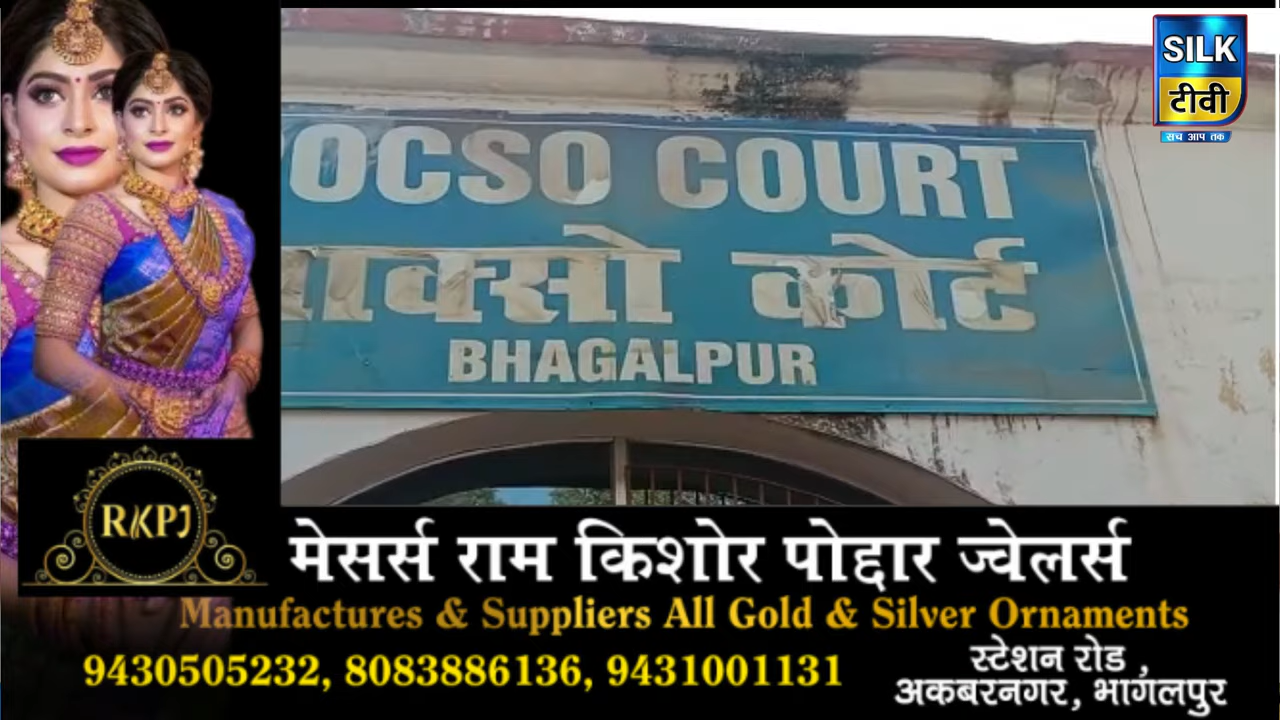 SILK
टीवी
सच आप तक
OCSO COURT
ाक्सो कोर्ट
BHAGALPUR
RKPJ
मेसर्स राम किशोर पोद्दार ज्वेलर्स
Manufactures & Suppliers All Gold & Silver Ornaments
9430505232, 8083886136, 9431001131
स्टेशन रोड ,
अकबरनगर, भागलपुर